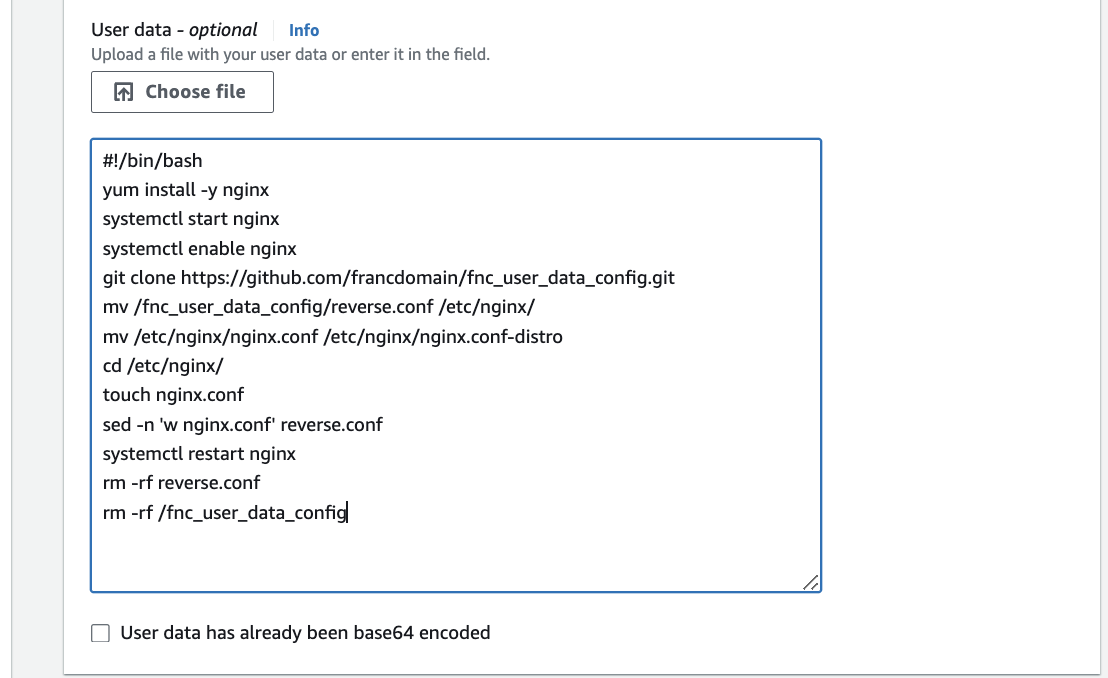 User data - optional Info
Upload a file with your user data or enter it in the field.
Choose file
#!/bin/bash
yum install -y nginx
systemctl start nginx
systemctl enable nginx
git clone https://github.com/francdomain/fnc_user_data_config.git
mv /fnc_user_data_config/reverse.conf /etc/nginx/
mv /etc/nginx/nginx.conf /etc/nginx/nginx.conf-distro
cd /etc/nginx/
touch nginx.conf
sed -n 'w nginx.conf' reverse.conf
systemctl restart nginx
rm -rf reverse.conf
rm -rf /fnc_user_data_config
User data has already been base64 encoded